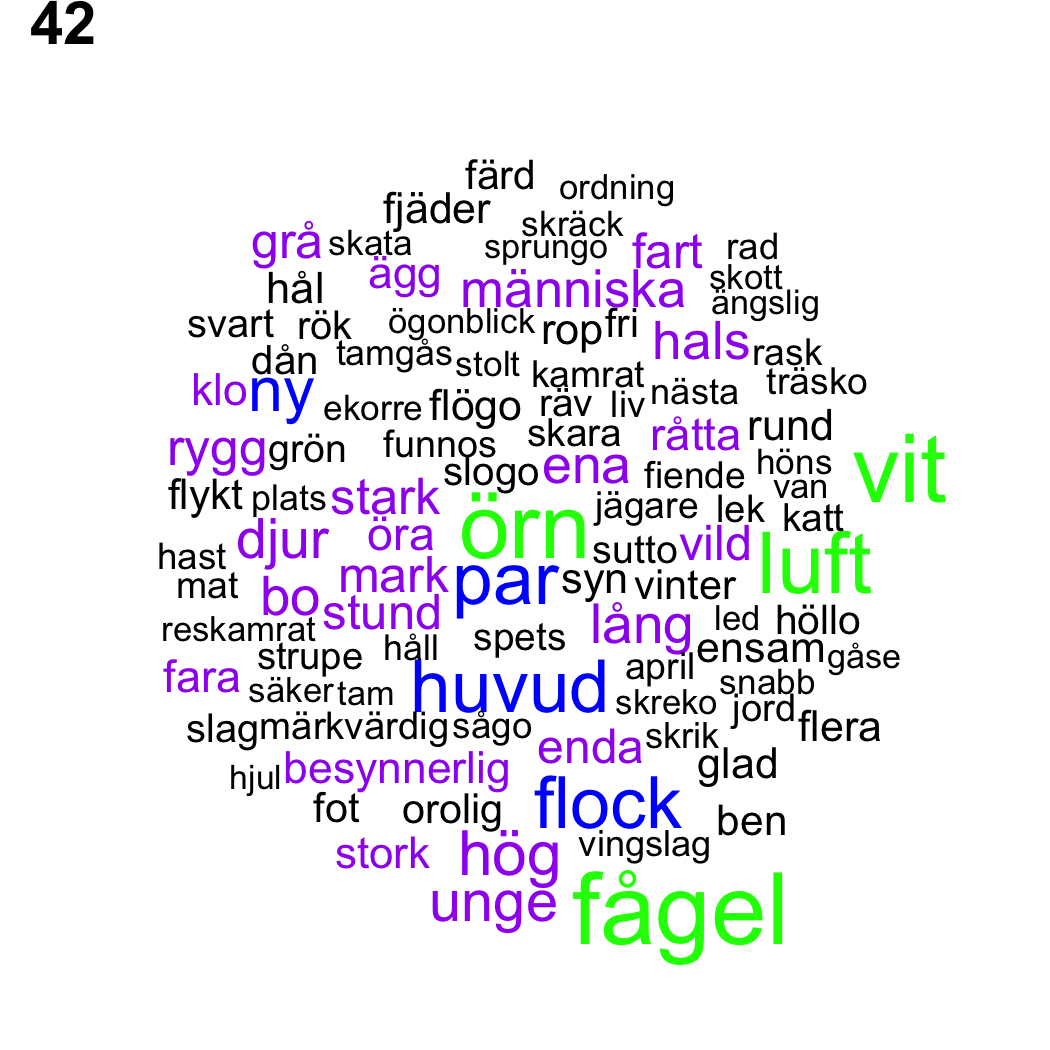 42
färd ordning
fjäder skräck
grå skata sprungo fart rad
ägg människa skott
hål ängslig
svart rök ögonblick rop fri hals
dån tamgås stolt kamrat rask
klo ny nästa träsko
ekorre flögo räv liv
rygg grön funnos skara råtta rund
slogo ena fiende höns vit
flykt plats stark van
örn jägare lek katt
djur öra sutto vild luft
hast mark par syn vinter
mat bo
stund lång led höllo
reskamrat håll spets ensam
strupe april gåse
fara säker tam huvud skreko snabb
jord
slag märkvärdig sågo enda skrik flera
hjul besynnerlig glad
fot orolig flock ben
stork hög vingslag
unge fågel